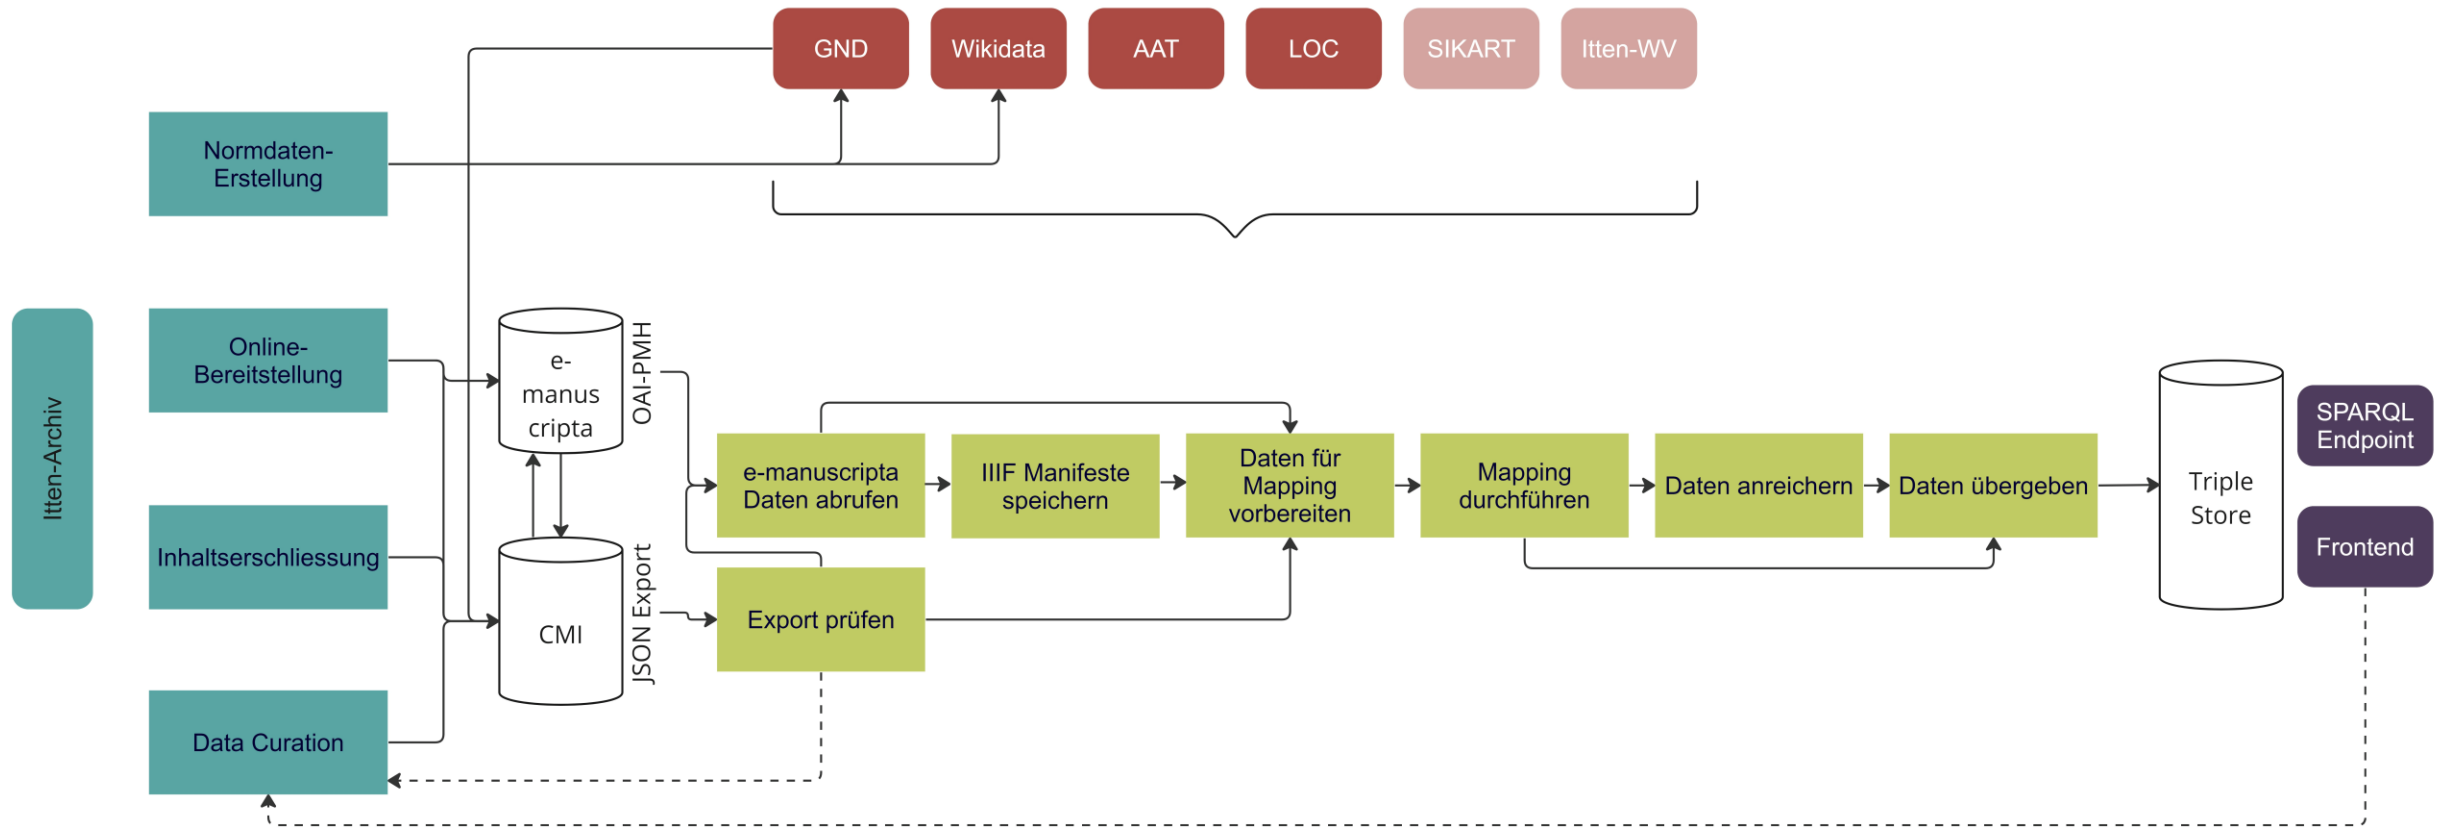 GND
Wikidata
AAT
LOC
SIKART
Itten-WV
Normdaten-
Erstellung
Itten-Archiv
Online-
Bereitstellung
Inhaltserschliessung
Data Curation
e-
manus
cripta
OAI-PMH
CMI
JSON Export
e-manuscripta
Daten abrufen
IIIF Manifeste
speichern
Daten für
Mapping
vorbereiten
Mapping
durchführen
Daten anreichern
Daten übergeben
Export prüfen
Triple
Store
SPARQL
Endpoint
Frontend